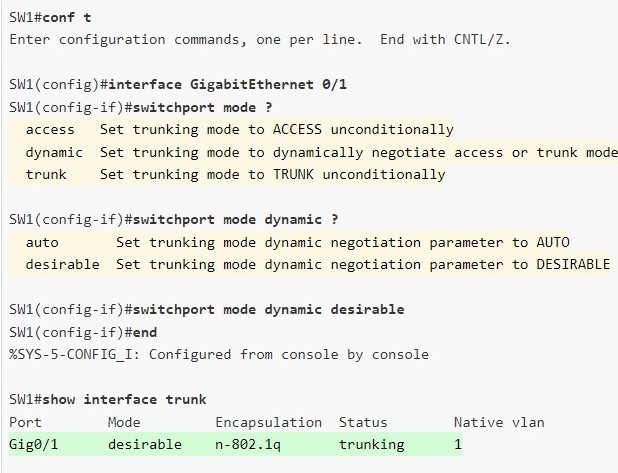 SW1#conf t
Enter configuration commands, one per line.  End with CNTL/Z.
SW1(config)#interface GigabitEthernet 0/1
SW1(config-if)#switchport mode ?
access   Set trunking mode to ACCESS unconditionally
dynamic  Set trunking mode to dynamically negotiate access or trunk mode
trunk    Set trunking mode to TRUNK unconditionally
SW1(config-if)#switchport mode dynamic ?
auto       Set trunking mode dynamic negotiation parameter to AUTO
desirable  Set trunking mode dynamic negotiation parameter to DESIRABLE
SW1(config-if)#switchport mode dynamic desirable
SW1(config-if)#end
%SYS-5-CONFIG_I: Configured from console by console
SW1#show interface trunk
Port        Mode         Encapsulation  Status        Native vlan
Gig0/1      desirable    n-802.1q       trunking      1